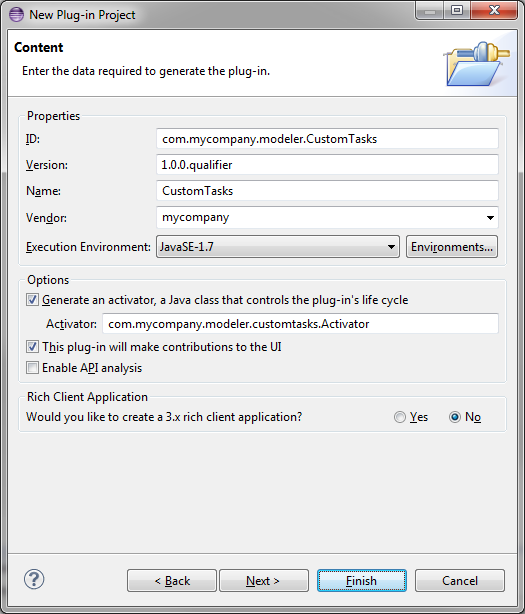 New Plug-in Project
Content
Enter the data required to generate the plug-in.
Properties
ID: com.mycompany.modeler.CustomTasks
Version: 1.0.0.qualifier
Name: CustomTasks
Vendor: mycompany
Execution Environment: JavaSE-1.7 Environments...
Options
Generate an activator, a Java class that controls the plug-in's life cycle
Activator: com.mycompany.modeler.customtasks.Activator
This plug-in will make contributions to the UI
Enable API analysis
Rich Client Application
Would you like to create a 3.x rich client application? Yes No
? < Back Next > Finish Cancel